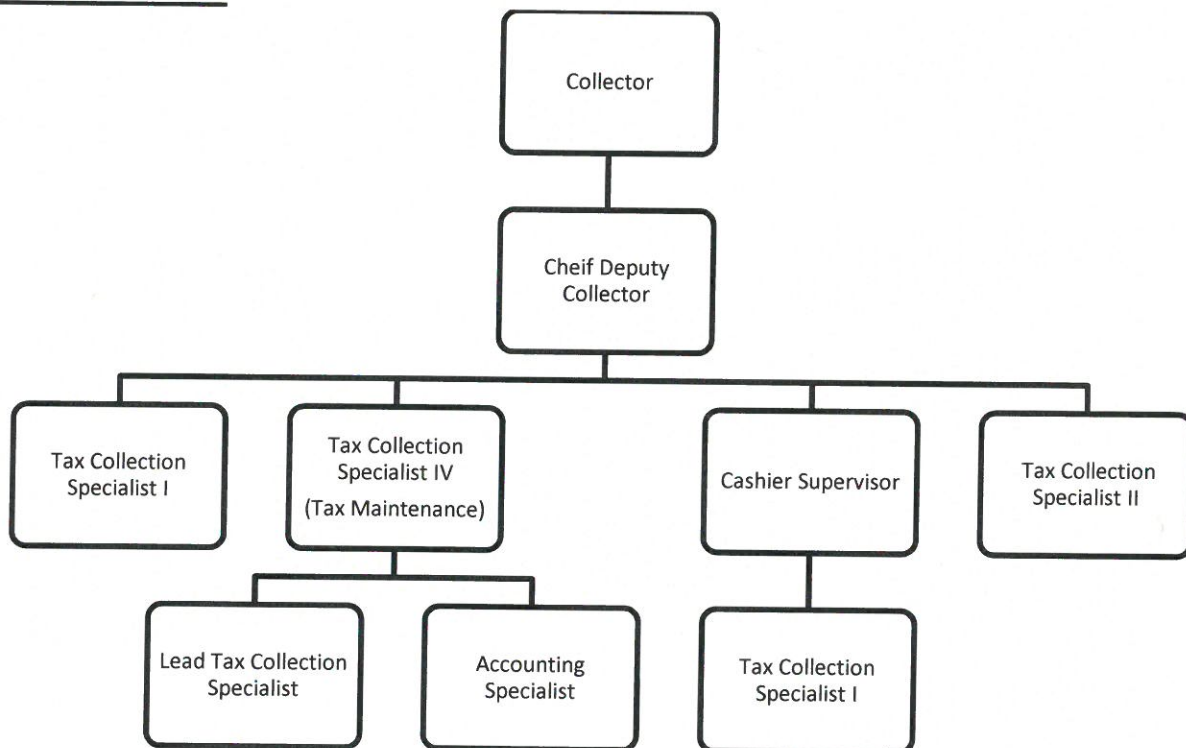 Collector
Cheif Deputy
Collector
Tax Collection
Specialist I
Tax Collection
Specialist IV
(Tax Maintenance)
Cashier Supervisor
Tax Collection
Specialist II
Lead Tax Collection
Specialist
Accounting
Specialist
Tax Collection
Specialist I